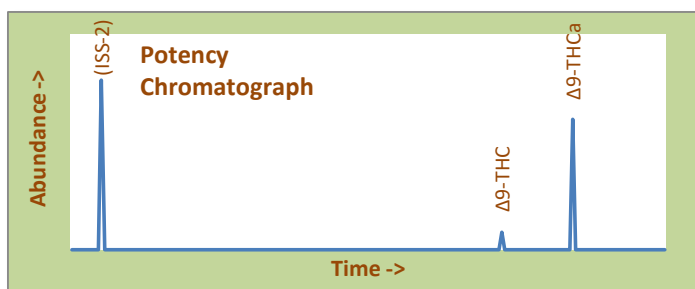 (ISS-2)
Potency
Chromatograph
Δ9-THC
Δ9-THCa
Abundance ->
Time ->